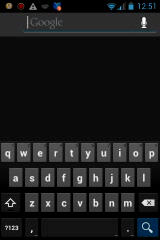 12:51
Google
q w e r t y u i o p
a s d f g h j k l
z x c v b n m
?123 , .